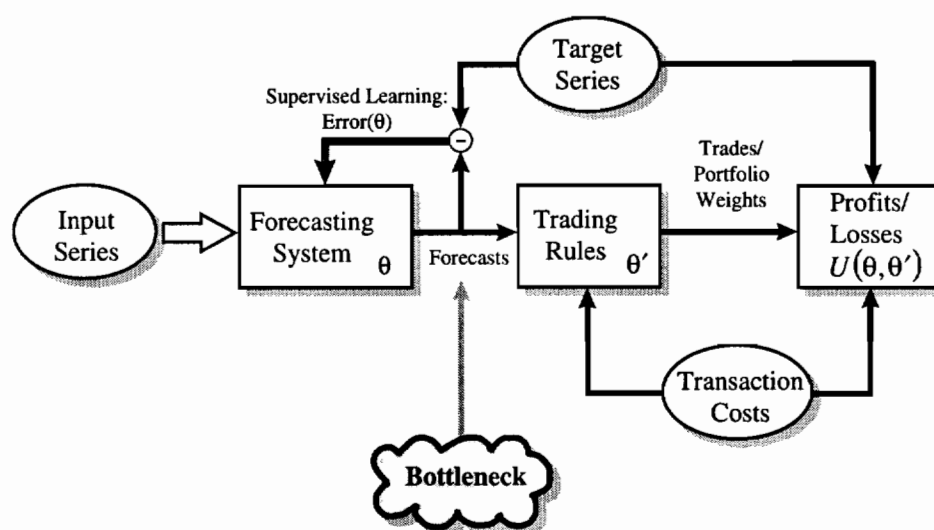 Target
Series
Supervised Learning:
Error(θ)
−
Trades/
Portfolio
Weights
Input
Series
Forecasting
System
θ
Forecasts
Trading
Rules
θ′
Profits/
Losses
U(θ,θ′)
Transaction
Costs
Bottleneck